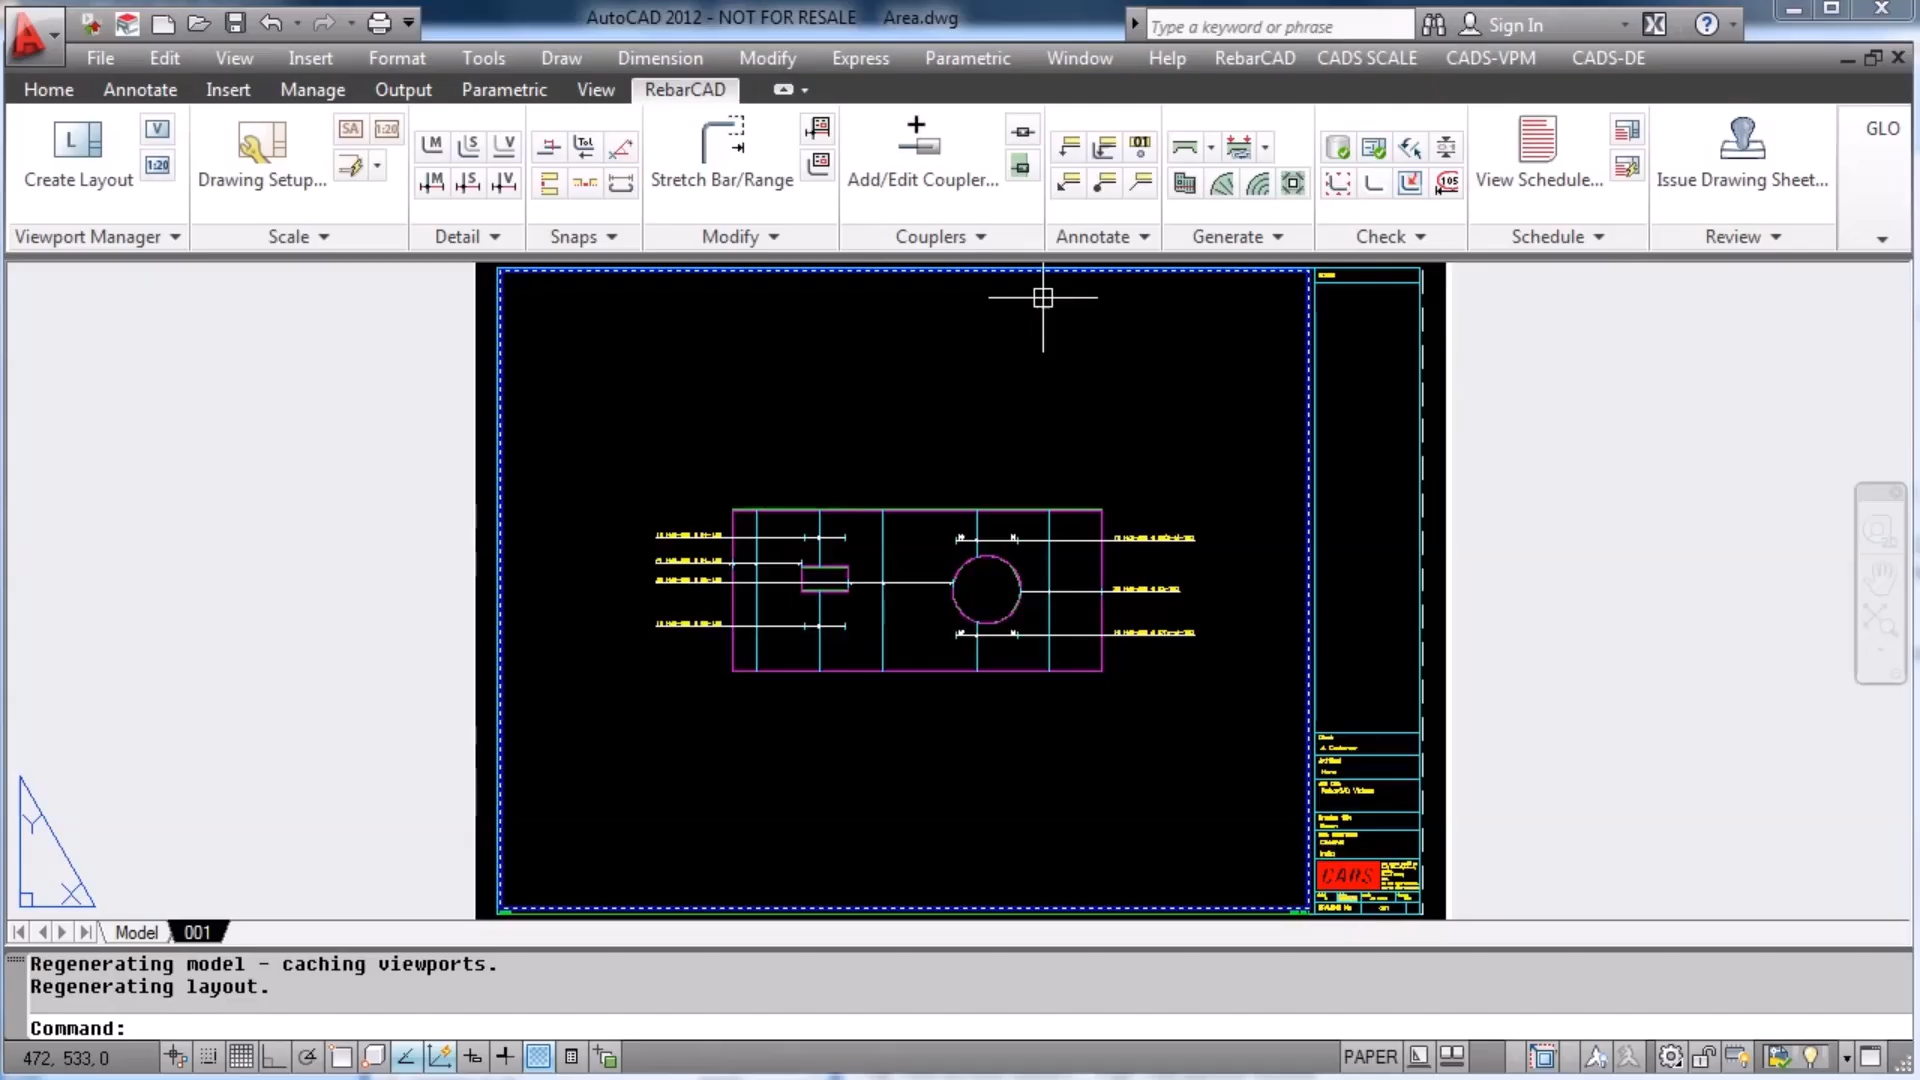 AutoCAD 2012 - NOT FOR RESALE Area.dwg
Type a keyword or phrase
Sign In
File Edit View Insert Format Tools Draw Dimension Modify Express Parametric Window Help RebarCAD CADS SCALE CADS-VPM CADS-DE
Home Annotate Insert Manage Output Parametric View RebarCAD
Create Layout
Drawing Setup...
Stretch Bar/Range
Add/Edit Coupler...
View Schedule...
Issue Drawing Sheet...
GLO
Viewport Manager Scale Detail Snaps Modify Couplers Annotate Generate Check Schedule Review
Y
X
CADS
Model 001
Regenerating model - caching viewports.
Regenerating layout.
Command:
472, 533, 0
PAPER